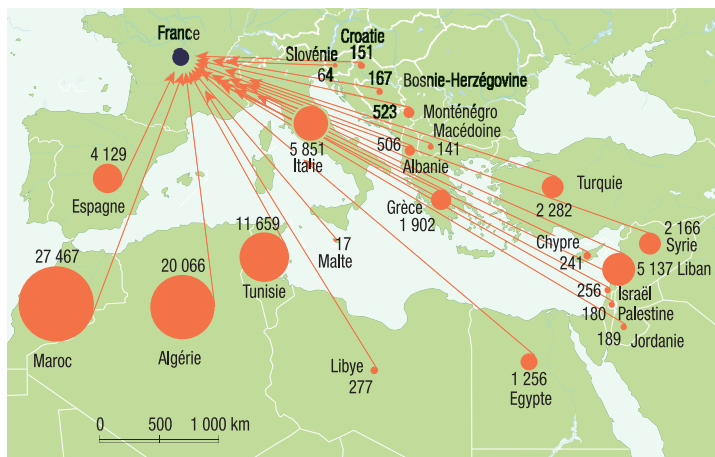 France
Croatie
151
Slovénie
64
167
Bosnie-Herzégovine
523
Monténégro
Macédoine
141
506
Albanie
5 851
Italie
4 129
Espagne
Turquie
2 282
Grèce
1 902
2 166
Syrie
Chypre
241
5 137 Liban
256
Israël
180
Palestine
189
Jordanie
17
Malte
11 659
Tunisie
27 467
Maroc
20 066
Algérie
Libye
277
1 256
Egypte
0 500 1 000 km